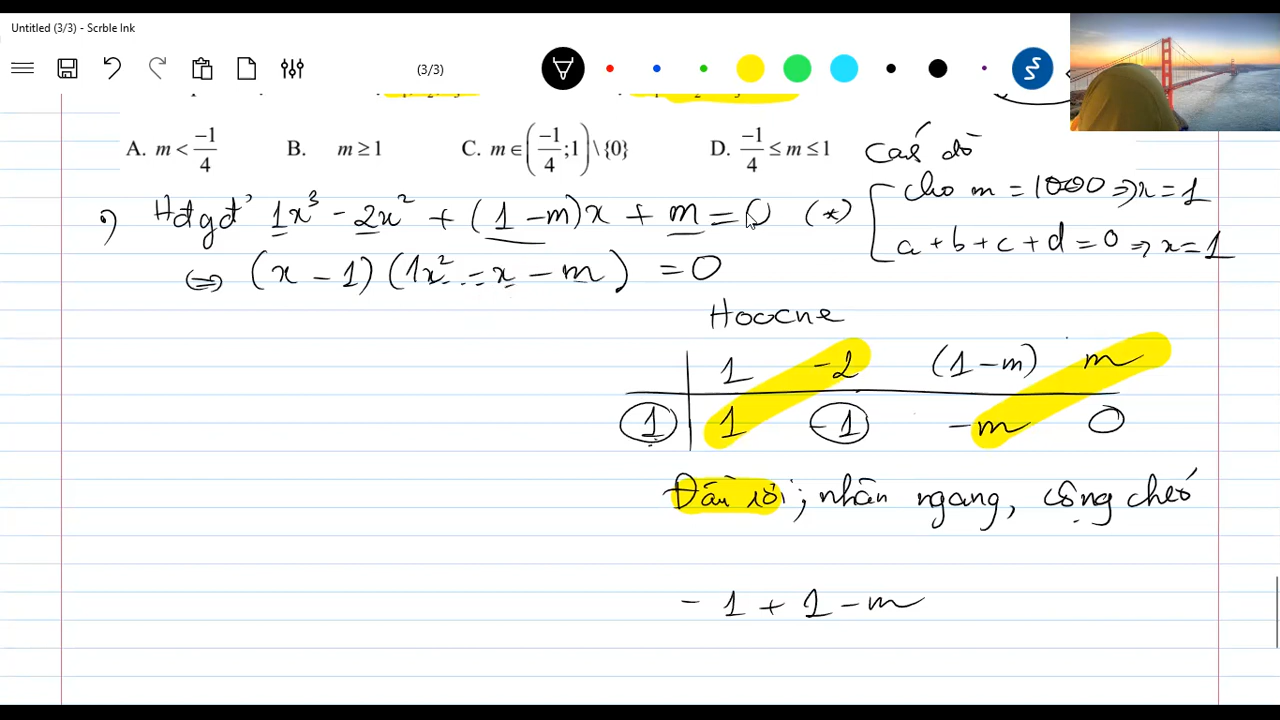 Untitled (3/3) - Scrble Ink
(3/3)
A. m < -1/4 B. m ≥ 1 C. m ∈ (-1/4; 1) \ {0} D. -1/4 ≤ m ≤ 1
Cách dò
cho m = 1000 => x = 1
a + b + c + d = 0 => x = 1
Hđgđ 1x³ - 2x² + (1 - m)x + m = 0 (*)
<=> (x - 1)(1x² - x - m) = 0
Hoocne
1 -2 (1 - m) m
1 1 -1 -m 0
Đầu rơi; nhân ngang, cộng chéo
- 1 + 1 - m